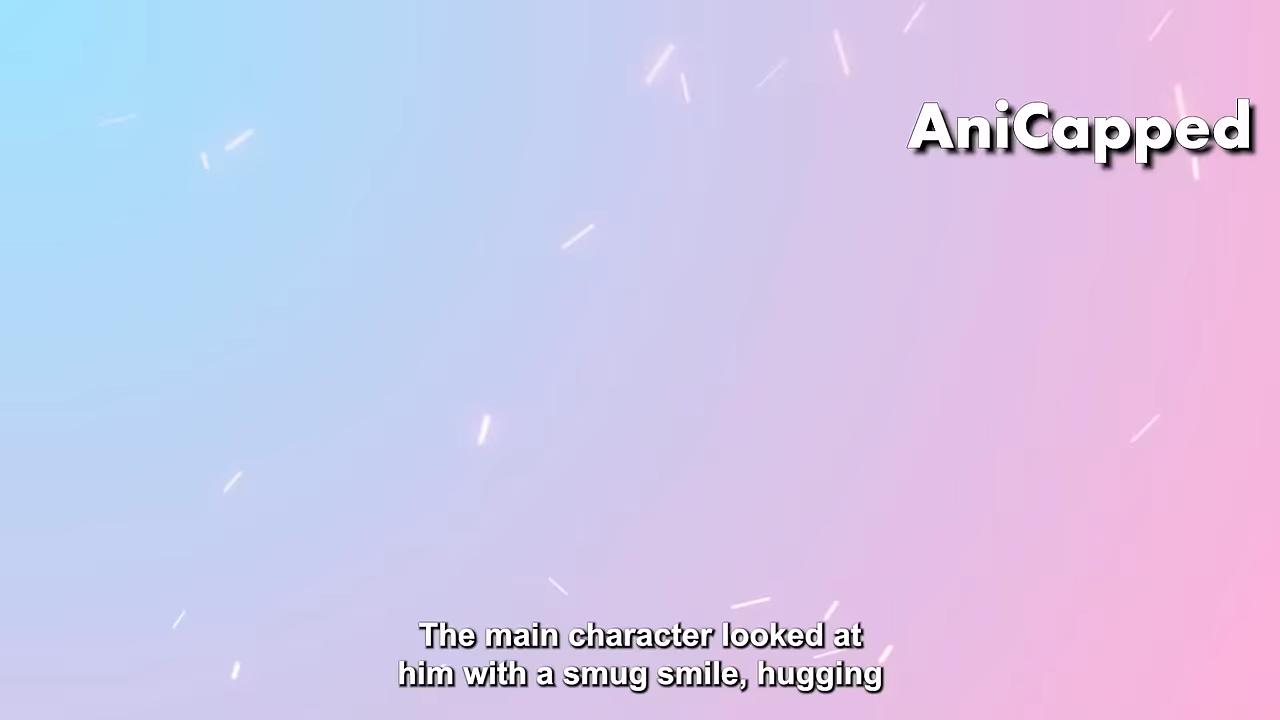 AniCapped
The main character looked at
him with a smug smile, hugging